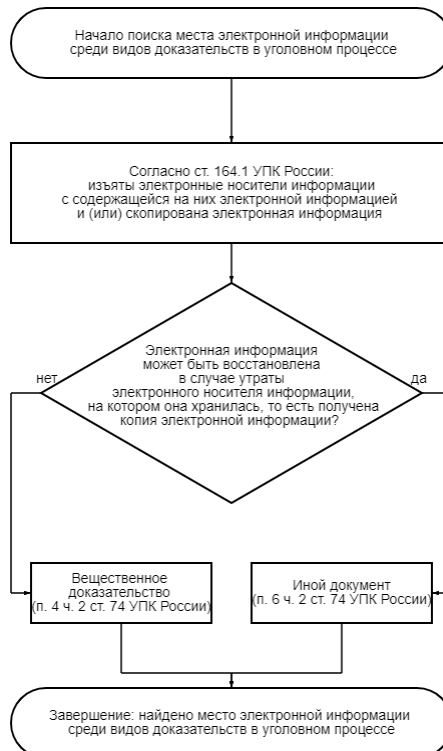 Начало поиска места электронной информации
среди видов доказательств в уголовном процессе
Согласно ст. 164.1 УПК России:
изъяты электронные носители информации
с содержащейся на них электронной информацией
и (или) скопирована электронная информация
Электронная информация
может быть восстановлена
в случае утраты
электронного носителя информации,
на котором она хранилась, то есть получена
копия электронной информации?
нет
да
Вещественное
доказательство
(п. 4 ч. 2 ст. 74 УПК России)
Иной документ
(п. 6 ч. 2 ст. 74 УПК России)
Завершение: найдено место электронной информации
среди видов доказательств в уголовном процессе